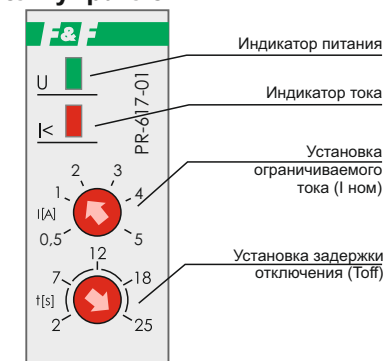 F&F
U
I<
PR-617-01
Индикатор питания
Индикатор тока
Установка
ограничиваемого
тока (I ном)
2
3
1
4
I[A]
0,5
5
Установка задержки
отключения (Toff)
12
7
18
t[s]
2
25